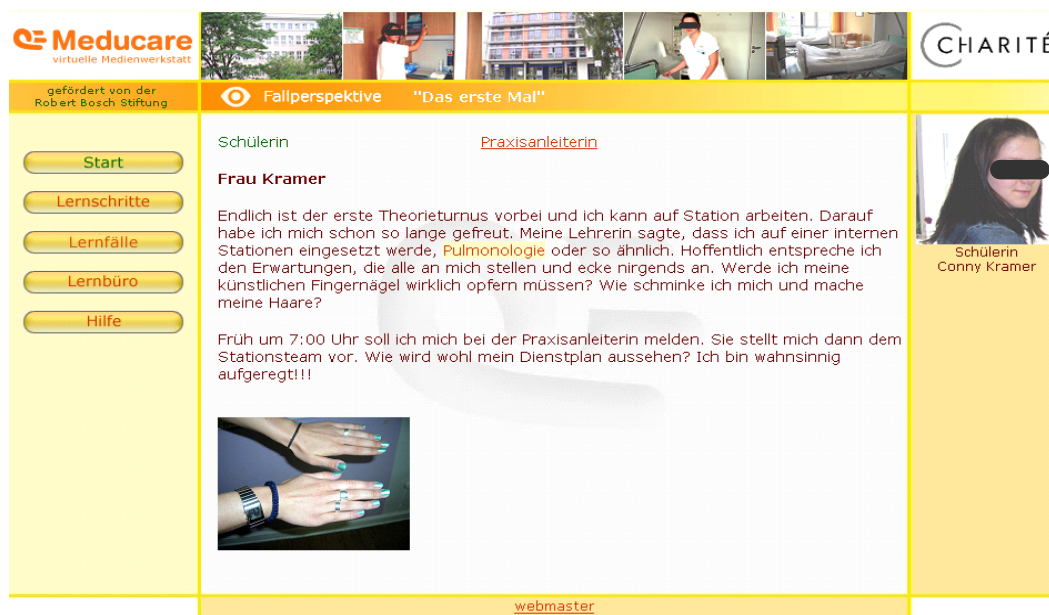 Meducare
virtuelle Medienwerkstatt
CHARITÉ
gefördert von der
Robert Bosch Stiftung
Fallperspektive "Das erste Mal"
Start
Lernschritte
Lernfälle
Lernbüro
Hilfe
Schülerin Praxisanleiterin
Frau Kramer
Endlich ist der erste Theorieturnus vorbei und ich kann auf Station arbeiten. Darauf
habe ich mich schon so lange gefreut. Meine Lehrerin sagte, dass ich auf einer internen
Stationen eingesetzt werde, Pulmonologie oder so ähnlich. Hoffentlich entspreche ich
den Erwartungen, die alle an mich stellen und ecke nirgends an. Werde ich meine
künstlichen Fingernägel wirklich opfern müssen? Wie schminke ich mich und mache
meine Haare?
Früh um 7:00 Uhr soll ich mich bei der Praxisanleiterin melden. Sie stellt mich dann dem
Stationsteam vor. Wie wird wohl mein Dienstplan aussehen? Ich bin wahnsinnig
aufgeregt!!!
Schülerin
Conny Kramer
webmaster